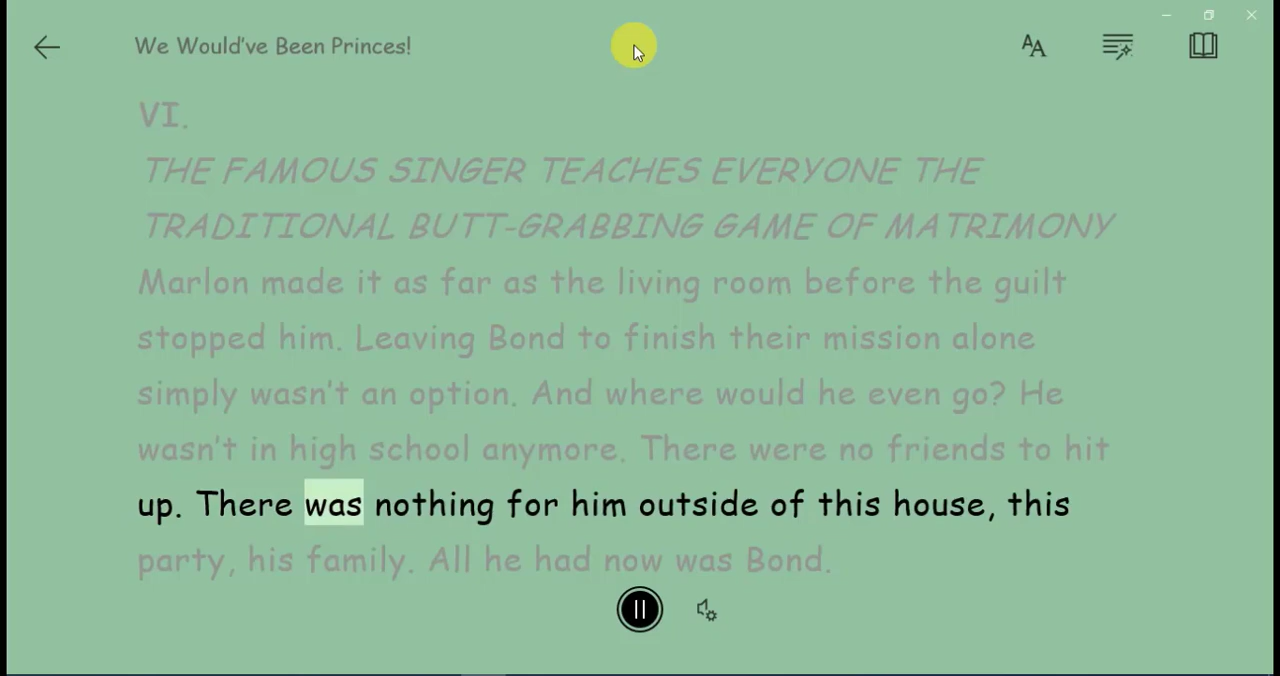 We Would've Been Princes!
AA
VI.
THE FAMOUS SINGER TEACHES EVERYONE THE
TRADITIONAL BUTT-GRABBING GAME OF MATRIMONY
Marlon made it as far as the living room before the guilt
stopped him. Leaving Bond to finish their mission alone
simply wasn't an option. And where would he even go? He
wasn't in high school anymore. There were no friends to hit
up. There was nothing for him outside of this house, this
party, his family. All he had now was Bond.